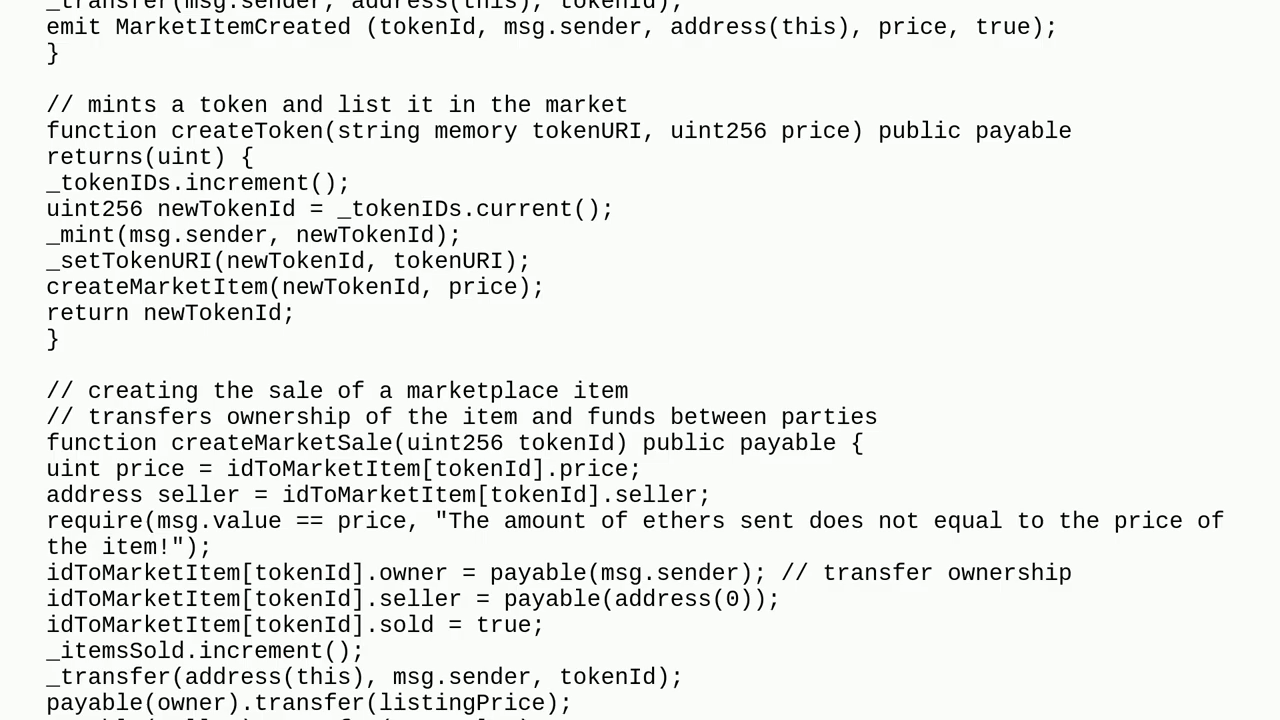 _transfer(msg.sender, address(this), tokenId);
emit MarketItemCreated (tokenId, msg.sender, address(this), price, true);
}
// mints a token and list it in the market
function createToken(string memory tokenURI, uint256 price) public payable
returns(uint) {
_tokenIDs.increment();
uint256 newTokenId = _tokenIDs.current();
_mint(msg.sender, newTokenId);
_setTokenURI(newTokenId, tokenURI);
createMarketItem(newTokenId, price);
return newTokenId;
}
// creating the sale of a marketplace item
// transfers ownership of the item and funds between parties
function createMarketSale(uint256 tokenId) public payable {
uint price = idToMarketItem[tokenId].price;
address seller = idToMarketItem[tokenId].seller;
require(msg.value == price, "The amount of ethers sent does not equal to the price of
the item!");
idToMarketItem[tokenId].owner = payable(msg.sender); // transfer ownership
idToMarketItem[tokenId].seller = payable(address(0));
idToMarketItem[tokenId].sold = true;
_itemsSold.increment();
_transfer(address(this), msg.sender, tokenId);
payable(owner).transfer(listingPrice);